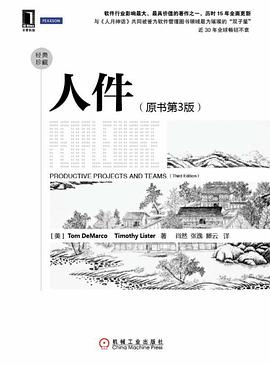 软件行业影响最大、最具价值的著作之一,历时15年全面更新
与《人月神话》共同被誉为软件管理图书领域最为璀璨的“双子星”
近30年全球畅销不衰
经典
珍藏
人件
(原书第3版)
PEOPLEWARE
PRODUCTIVE PROJECTS AND TEAMS (Third Edition)
[美] Tom DeMarco Timothy Lister 著
肖然 张逸 滕云 译
机械工业出版社
China Machine Press